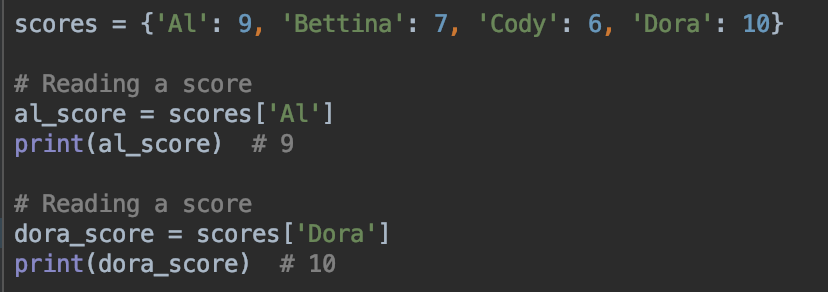 scores = {'Al': 9, 'Bettina': 7, 'Cody': 6, 'Dora': 10}
# Reading a score
al_score = scores['Al']
print(al_score)  # 9
# Reading a score
dora_score = scores['Dora']
print(dora_score)  # 10